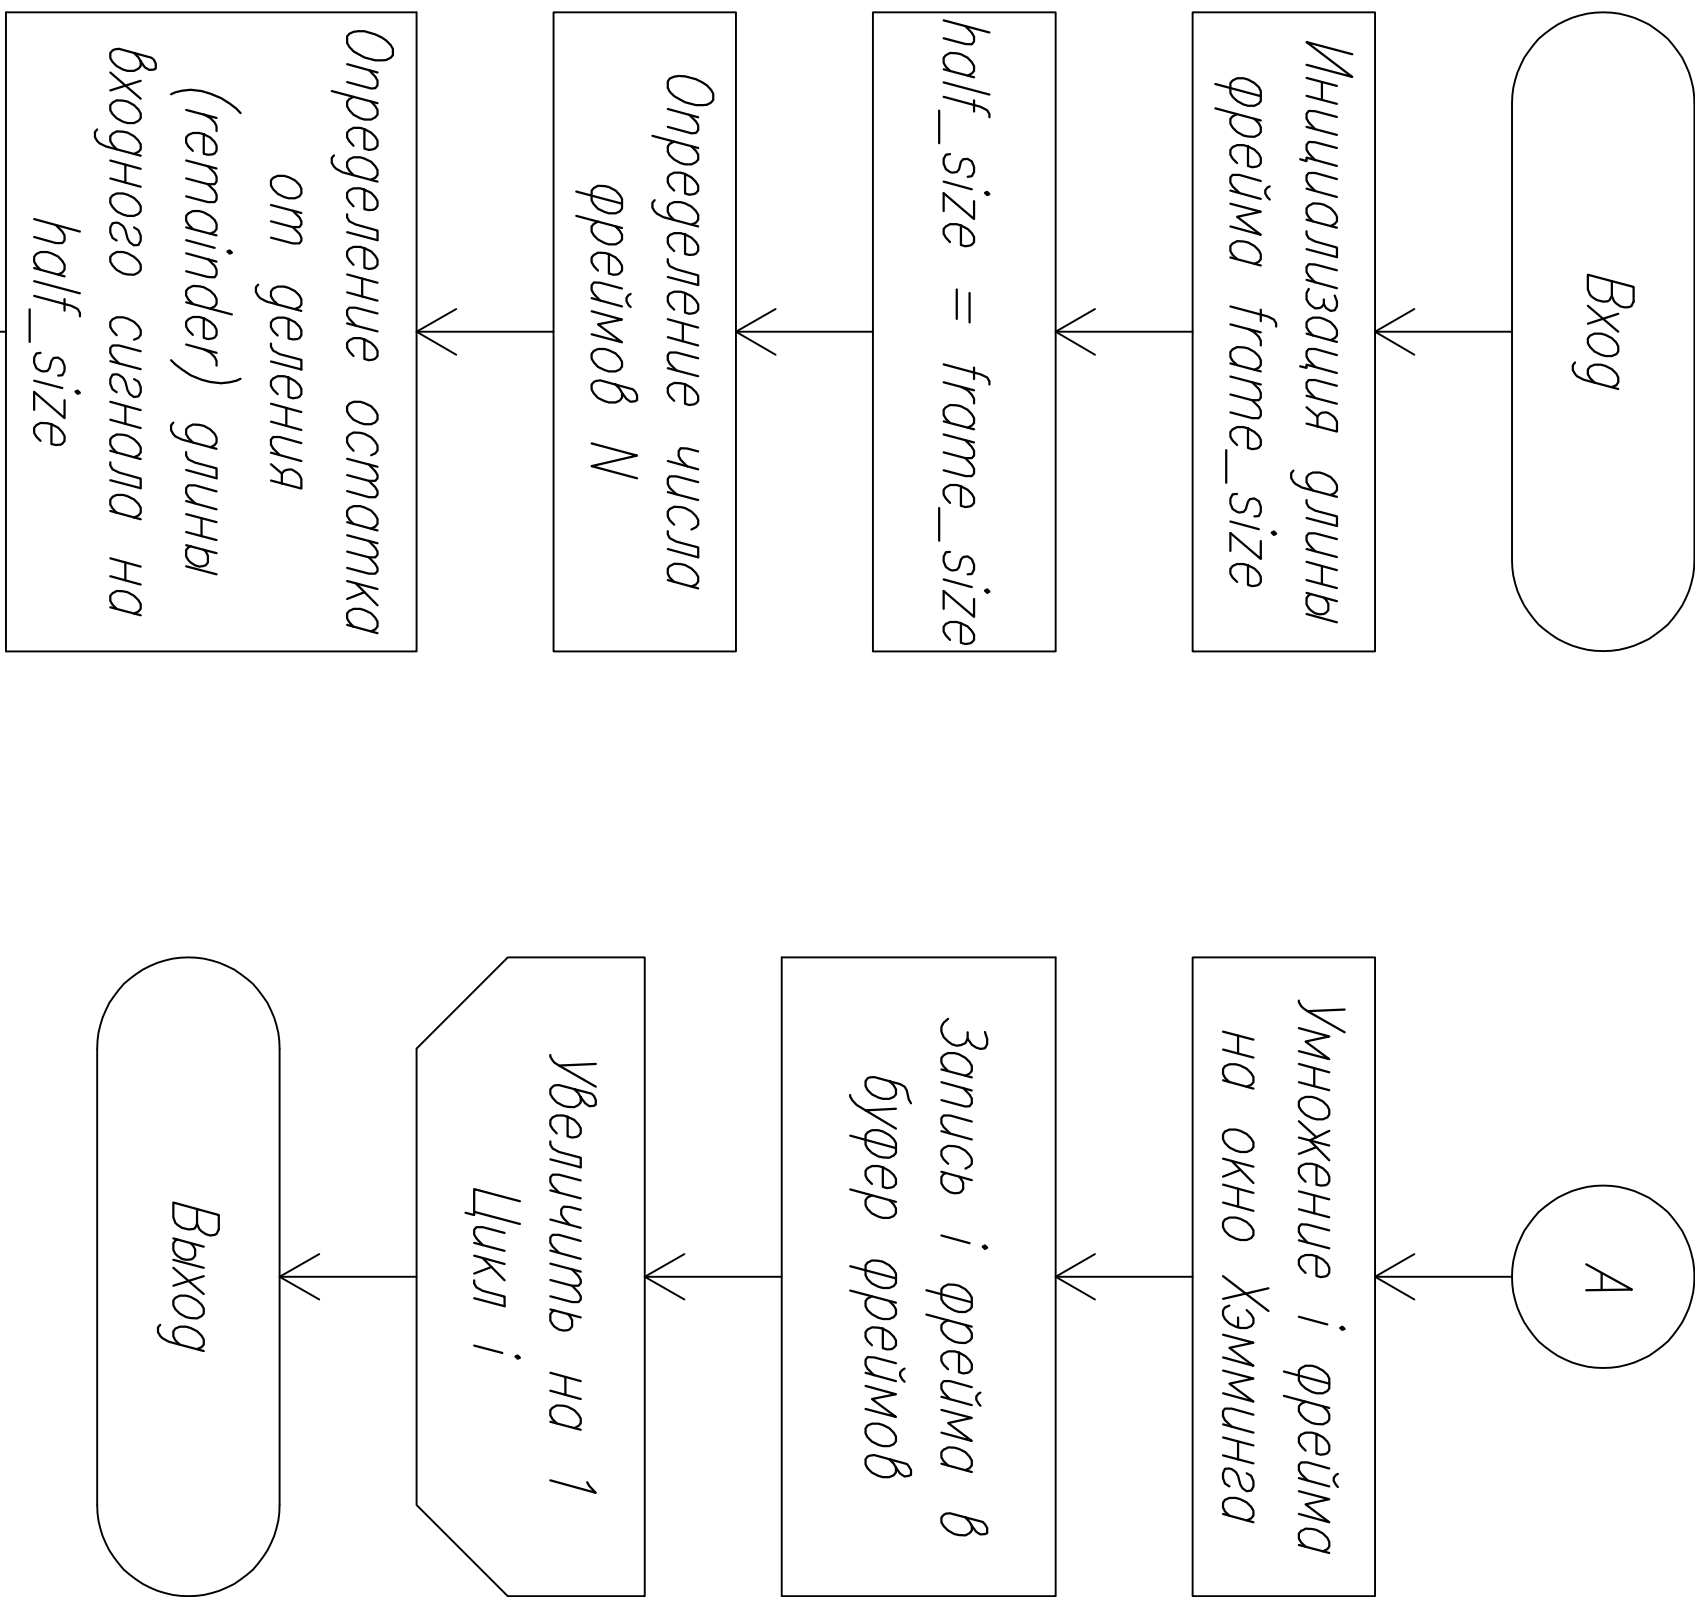 Вход
Инициализация длины
фрейма frame_size
half_size = frame_size
Определение числа
фреймов N
Определение остатка
от деления
(remainder) длины
входного сигнала на
half_size
A
Умножение i фрейма
на окно Хэмминга
Запись i фрейма в
буфер фреймов
Увеличить на 1
Цикл i
Выход